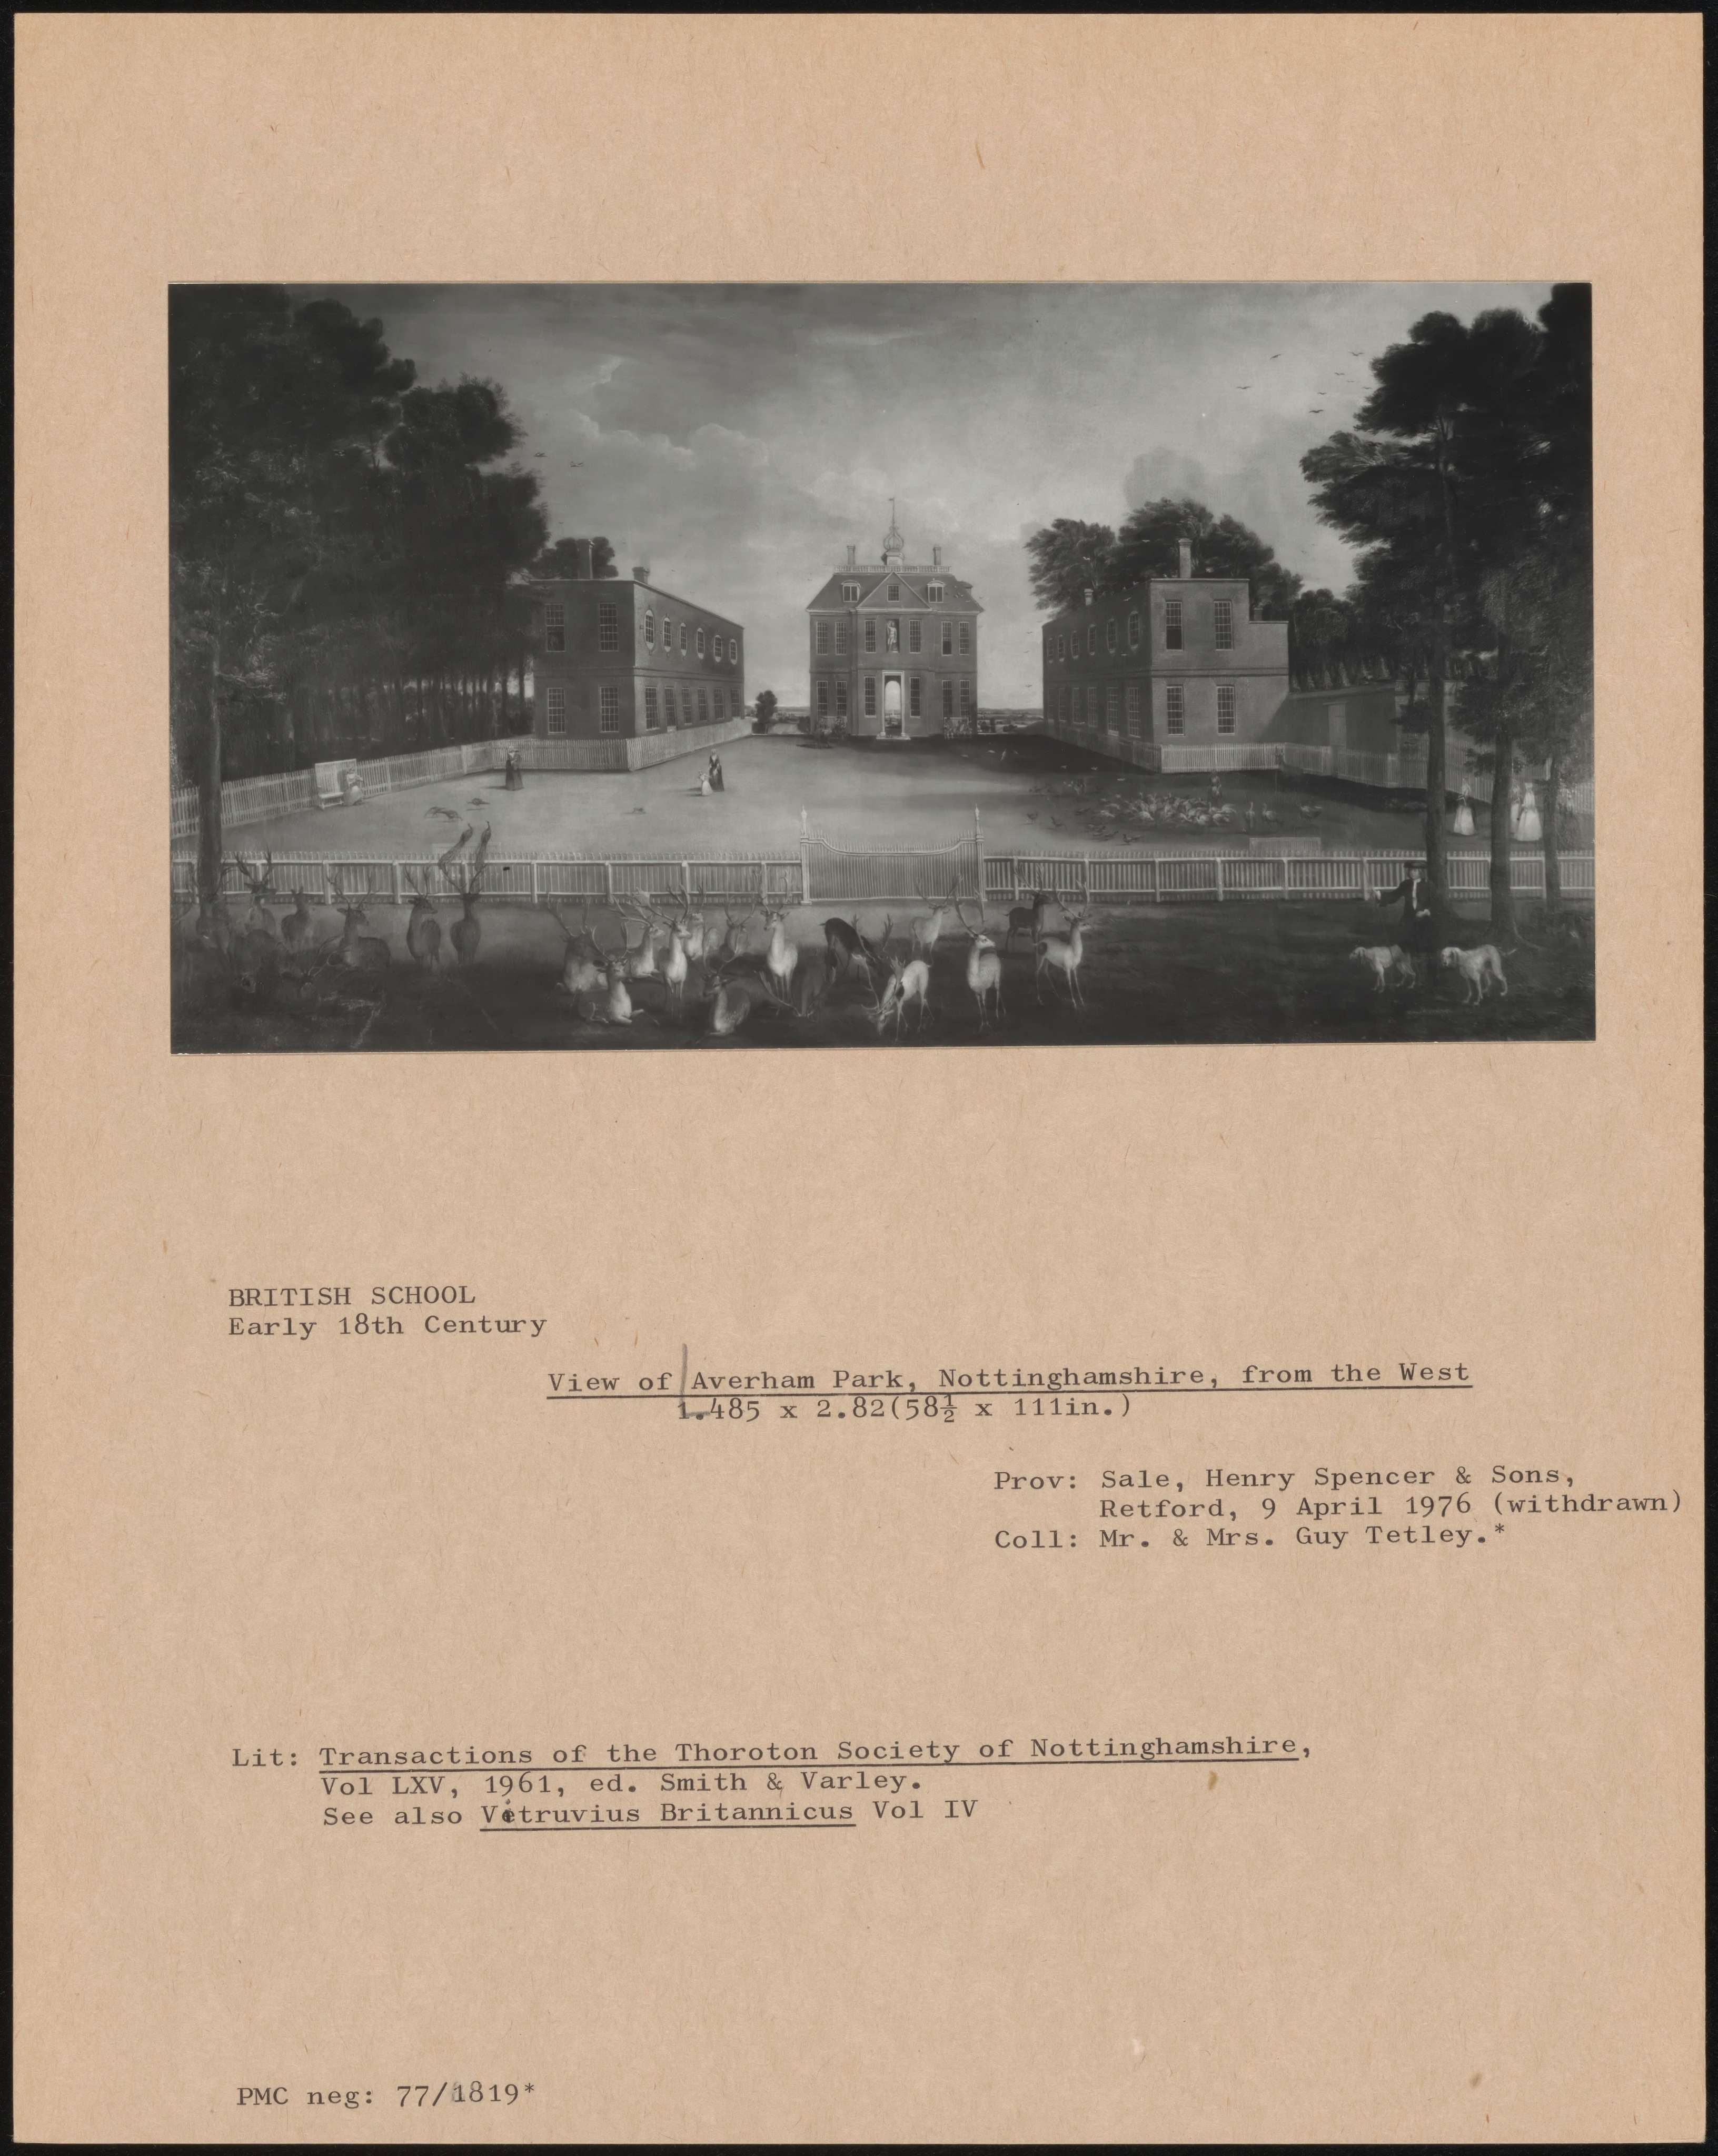 BRITISH SCHOOL
Early 18th Century
View of Averham Park, Nottinghamshire, from the West
1.485 x 2.82(58½ x 111in.)
Prov: Sale, Henry Spencer & Sons,
Retford, 9 April 1976 (withdrawn)
Coll: Mr. & Mrs. Guy Tetley.*
Lit: Transactions of the Thoroton Society of Nottinghamshire,
Vol LXV, 1961, ed. Smith & Varley.
See also Vitruvius Britannicus Vol IV
PMC neg: 77/1819*